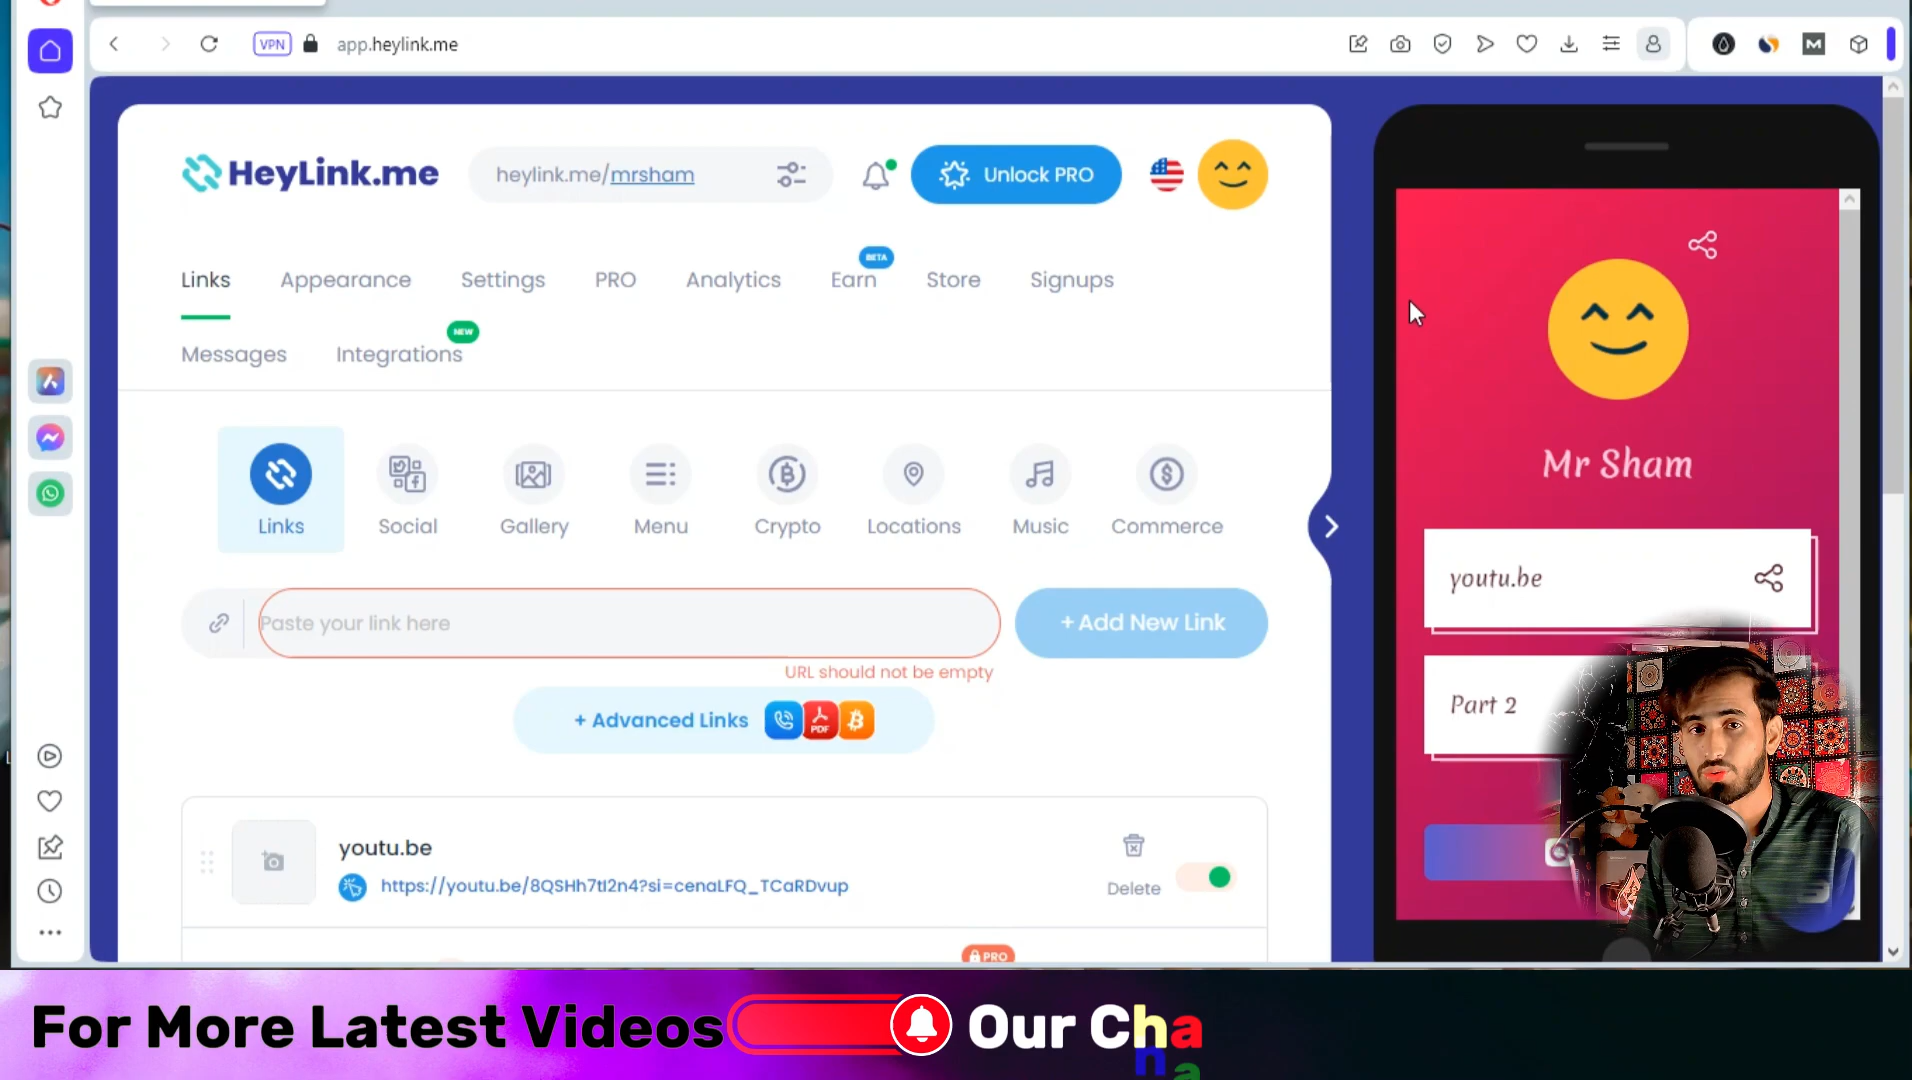 VPN
app.heylink.me
HeyLink.me
heylink.me/mrsham
Unlock PRO
BETA
Links
Appearance
Settings
PRO
Analytics
Earn
Store
Signups
NEW
Messages
Integrations
Links
Social
Gallery
Menu
Crypto
Locations
Music
Commerce
Paste your link here
+ Add New Link
URL should not be empty
+ Advanced Links
PDF
youtu.be
https://youtu.be/8QSHh7tI2n4?si=cenaLFQ_TCaRDvup
Delete
PRO
Mr Sham
youtu.be
Part 2
For More Latest Videos
Our Chana